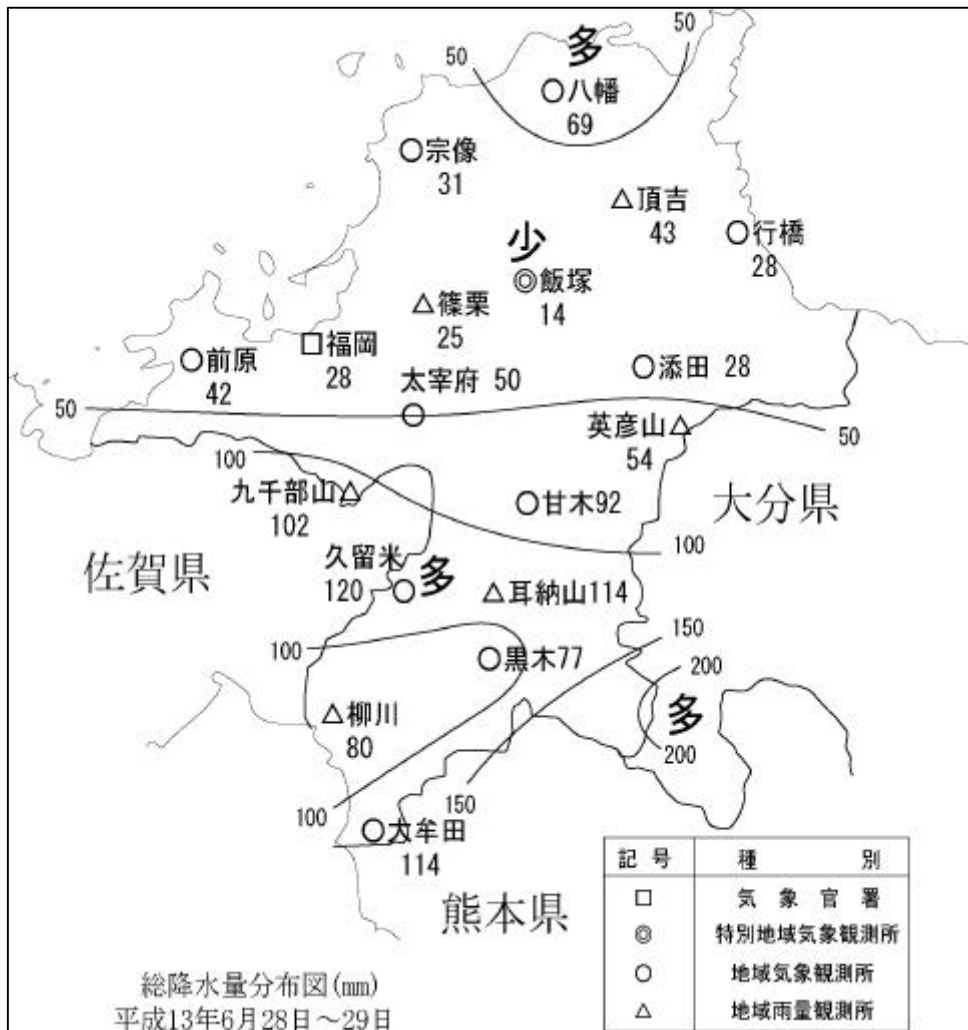 50
50
多
八幡
69
宗像
31
頂吉
43
行橋
28
少
飯塚
14
篠栗
25
福岡
28
前原
42
太宰府 50
添田 28
50
50
英彦山
54
100
九千部山
102
甘木92
大分県
100
佐賀県
久留米
120
多
耳納山114
150
100
黒木77
200
多
柳川
80
200
150
100
大牟田
114
熊本県
記号 種別
□ 気象官署
◎ 特別地域気象観測所
○ 地域気象観測所
△ 地域雨量観測所
総降水量分布図(mm)
平成13年6月28日～29日